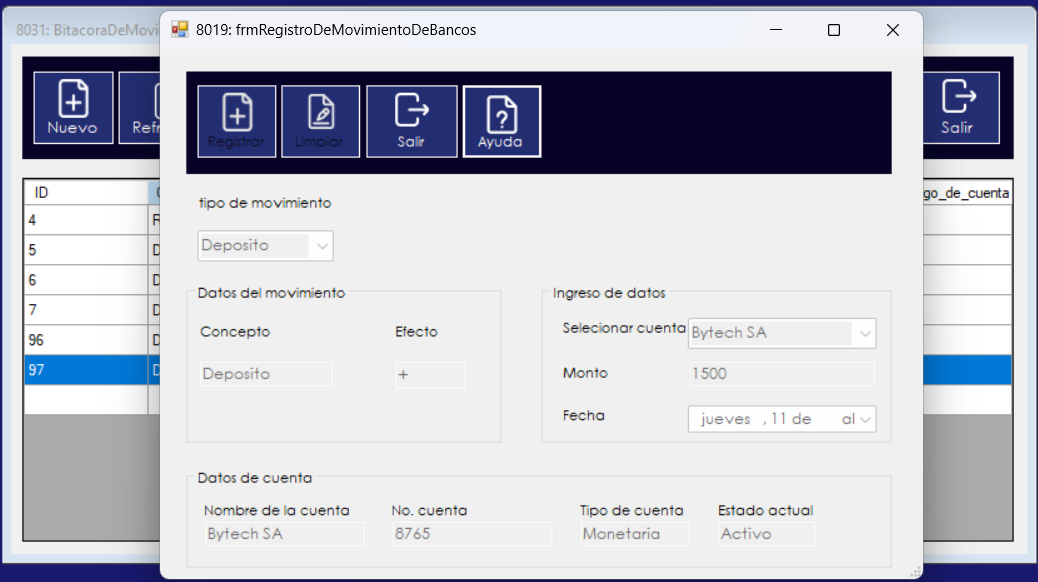 8031: BitacoraDeMovi
8019: frmRegistroDeMovimientoDeBancos
Nuevo
Refr
Registrar
Limpiar
Salir
Ayuda
Salir
ID
go_de_cuenta
4
5
6
7
96
97
tipo de movimiento
Deposito
Datos del movimiento
Concepto
Efecto
Deposito
+
Ingreso de datos
Selecionar cuenta
Bytech SA
Monto
1500
Fecha
jueves , 11 de al
Datos de cuenta
Nombre de la cuenta
No. cuenta
Tipo de cuenta
Estado actual
Bytech SA
8765
Monetaria
Activo